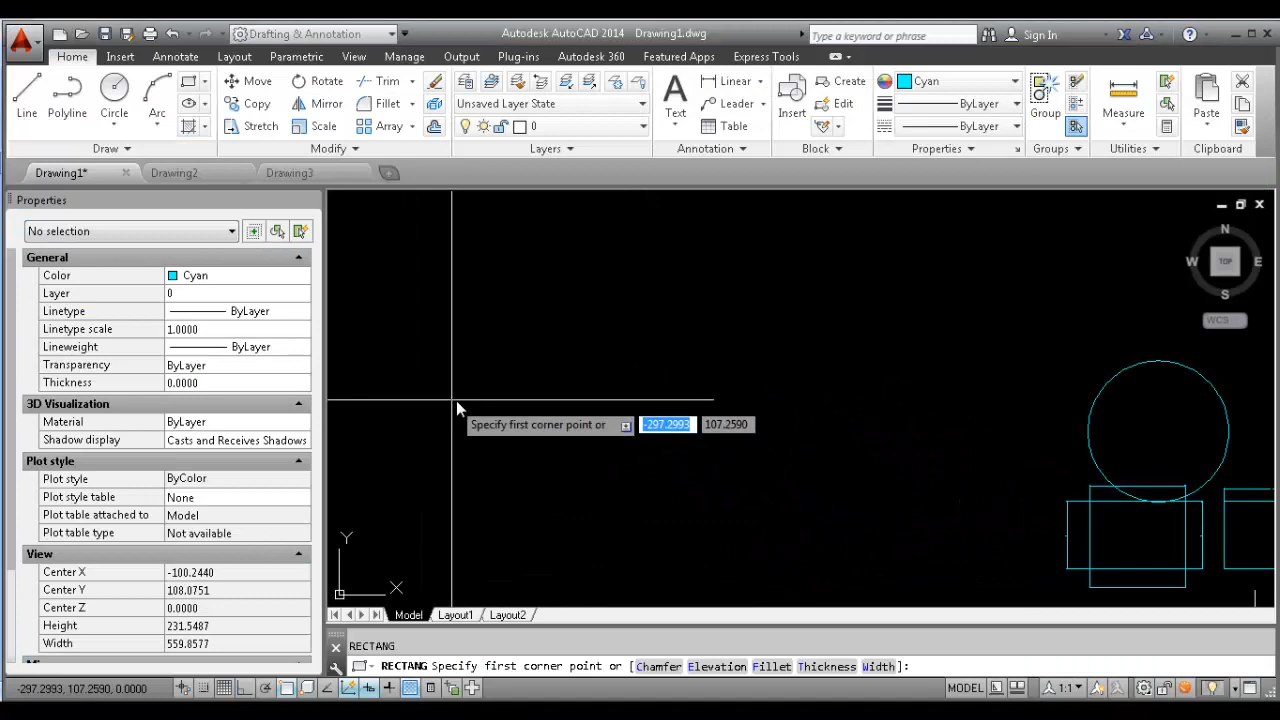 Drafting & Annotation Autodesk AutoCAD 2014 Drawing1.dwg Type a keyword or phrase Sign In
Home Insert Annotate Layout Parametric View Manage Output Plug-ins Autodesk 360 Featured Apps Express Tools
Line Polyline Circle Arc Move Rotate Trim Text Linear Insert Create Cyan Group Measure Paste
Copy Mirror Fillet Unsaved Layer State Leader Edit ByLayer
Stretch Scale Array 0 Table ByLayer
Draw Modify Layers Annotation Block Properties Groups Utilities Clipboard
Drawing1* Drawing2 Drawing3
Properties
No selection
General
Color Cyan
Layer 0
Linetype ByLayer
Linetype scale 1.0000
Lineweight ByLayer
Transparency ByLayer
Thickness 0.0000
3D Visualization
Material ByLayer
Shadow display Casts and Receives Shadows
Plot style
Plot style ByColor
Plot style table None
Plot table attached to Model
Plot table type Not available
View
Center X -100.2440
Center Y 108.0751
Center Z 0.0000
Height 231.5487
Width 559.8577
N
W TOP E
S
WCS
Specify first corner point or -297.2993 107.2590
Y
X
Model Layout1 Layout2
RECTANG
RECTANG Specify first corner point or [Chamfer Elevation Fillet Thickness Width]:
-297.2993, 107.2590, 0.0000 MODEL 1:1